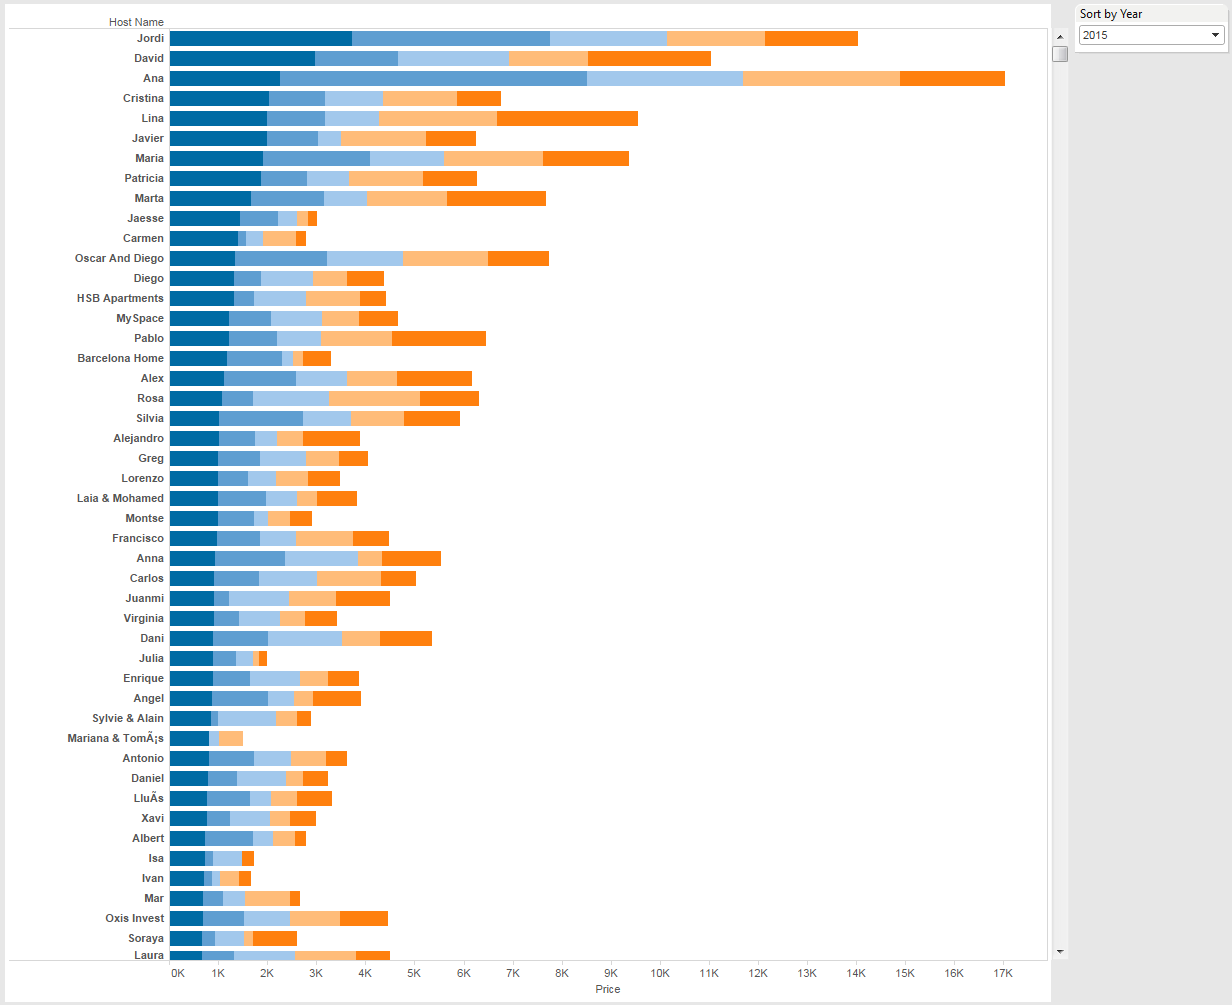 Host Name
Sort by Year
2015
Jordi
David
Ana
Cristina
Lina
Javier
Maria
Patricia
Marta
Jaesse
Carmen
Oscar And Diego
Diego
HSB Apartments
MySpace
Pablo
Barcelona Home
Alex
Rosa
Silvia
Alejandro
Greg
Lorenzo
Laia & Mohamed
Montse
Francisco
Anna
Carlos
Juanmi
Virginia
Dani
Julia
Enrique
Angel
Sylvie & Alain
Mariana & TomÃ¡s
Antonio
Daniel
LluÃ­s
Xavi
Albert
Isa
Ivan
Mar
Oxis Invest
Soraya
Laura
0K 1K 2K 3K 4K 5K 6K 7K 8K 9K 10K 11K 12K 13K 14K 15K 16K 17K
Price